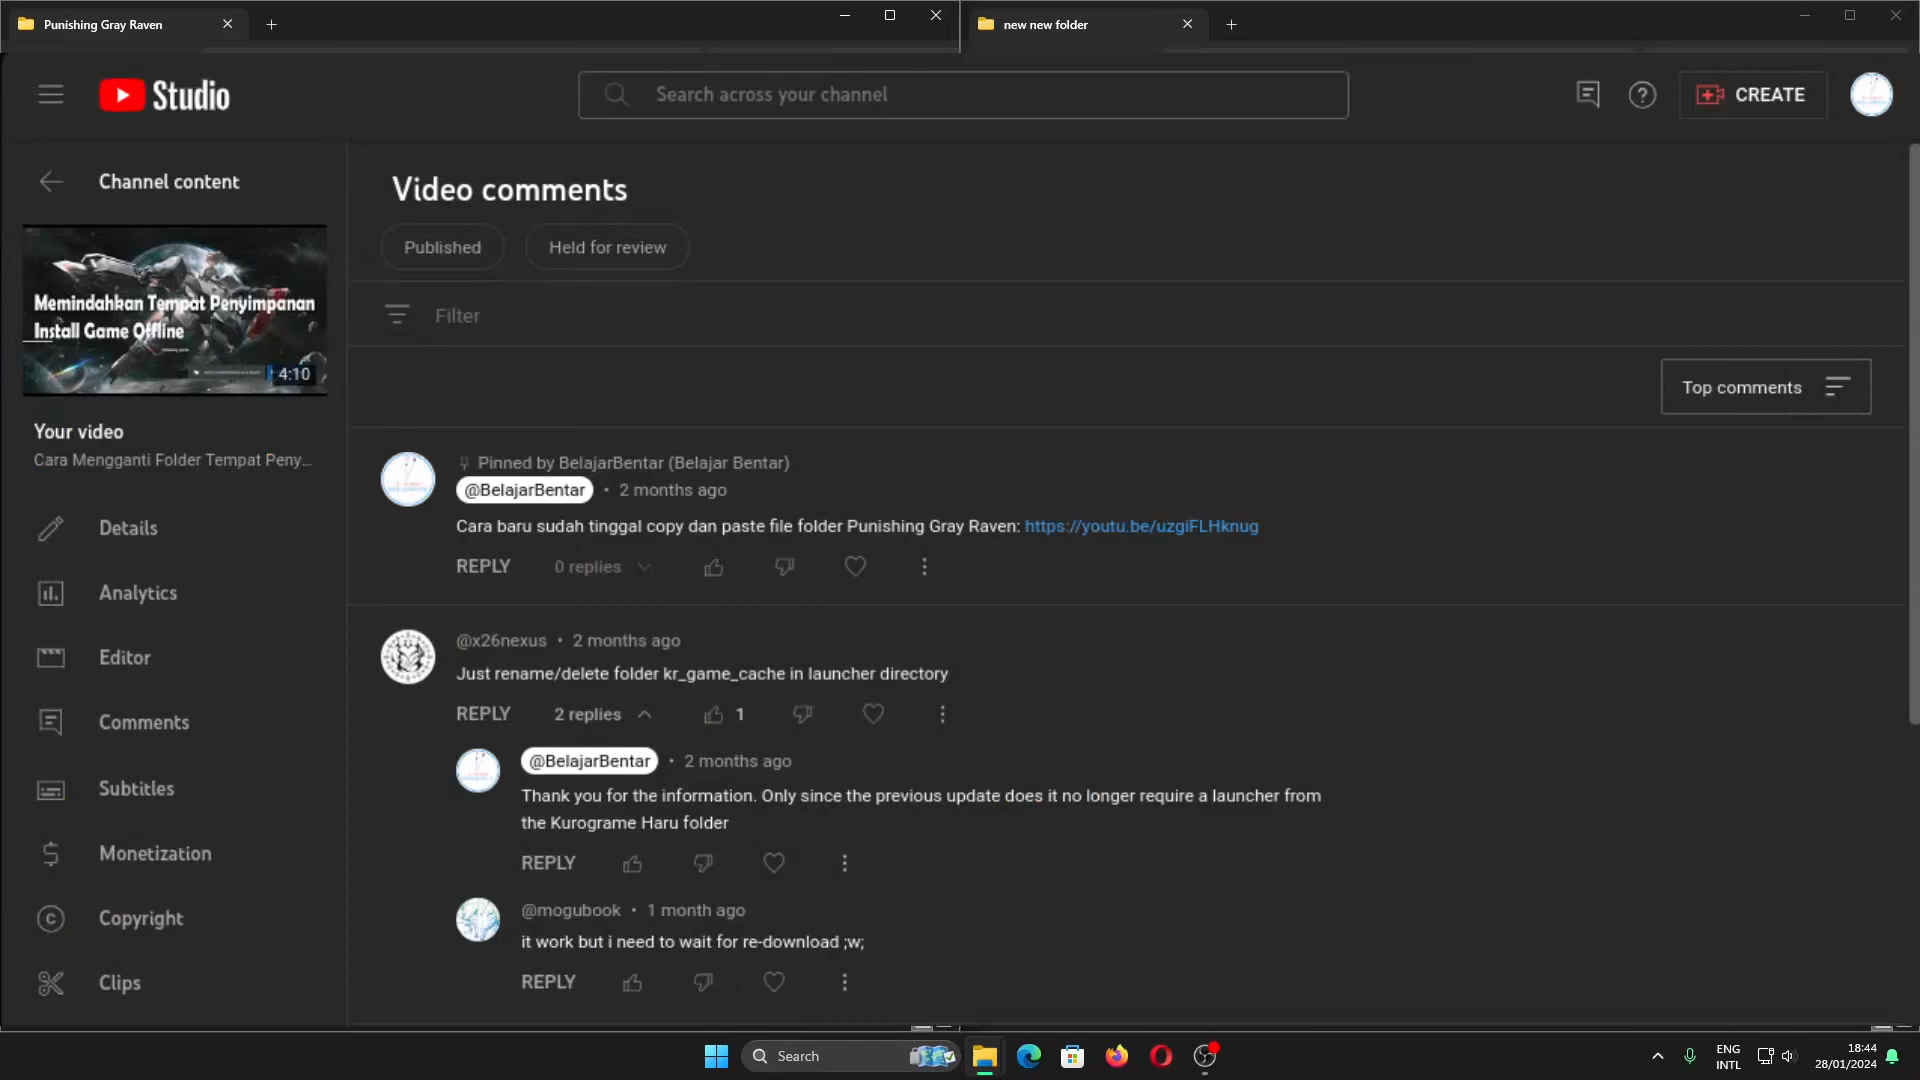 Punishing Gray Raven
new new folder
Studio
Search across your channel
CREATE
Channel content
Memindahkan Tempat Penyimpanan
Install Game Offline
4:10
Your video
Cara Mengganti Folder Tempat Peny...
Details
Analytics
Editor
Comments
Subtitles
Monetization
Copyright
Clips
Video comments
Published
Held for review
Filter
Top comments
Pinned by BelajarBentar (Belajar Bentar)
@BelajarBentar • 2 months ago
Cara baru sudah tinggal copy dan paste file folder Punishing Gray Raven: https://youtu.be/uzgiFLHknug
REPLY 0 replies
@x26nexus • 2 months ago
Just rename/delete folder kr_game_cache in launcher directory
REPLY 2 replies 1
@BelajarBentar • 2 months ago
Thank you for the information. Only since the previous update does it no longer require a launcher from
the Kurograme Haru folder
REPLY
@mogubook • 1 month ago
it work but i need to wait for re-download ;w;
REPLY
Search
ENG
INTL
18:44
28/01/2024